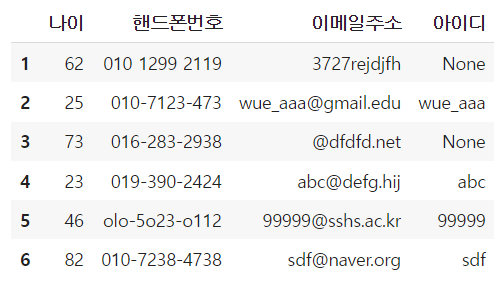 나이 핸드폰번호 이메일주소 아이디
1 62 010 1299 2119 3727rejdjfh None
2 25 010-7123-473 wue_aaa@gmail.edu wue_aaa
3 73 016-283-2938 @dfdfd.net None
4 23 019-390-2424 abc@defg.hij abc
5 46 olo-5o23-o112 99999@sshs.ac.kr 99999
6 82 010-7238-4738 sdf@naver.org sdf